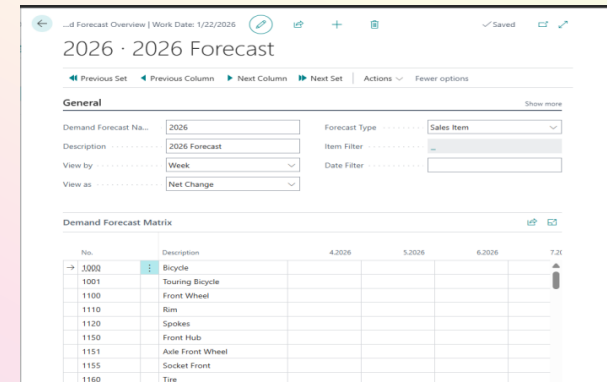 ...d Forecast Overview | Work Date: 1/22/2026
Saved
2026 · 2026 Forecast
Previous Set Previous Column Next Column Next Set Actions Fewer options
General Show more
Demand Forecast Na... 2026 Forecast Type Sales Item
Description 2026 Forecast Item Filter ...
View by Week Date Filter
View as Net Change
Demand Forecast Matrix
No. Description 4.2026 5.2026 6.2026 7.20
1000 Bicycle
1001 Touring Bicycle
1100 Front Wheel
1110 Rim
1120 Spokes
1150 Front Hub
1151 Axle Front Wheel
1155 Socket Front
1160 Tire